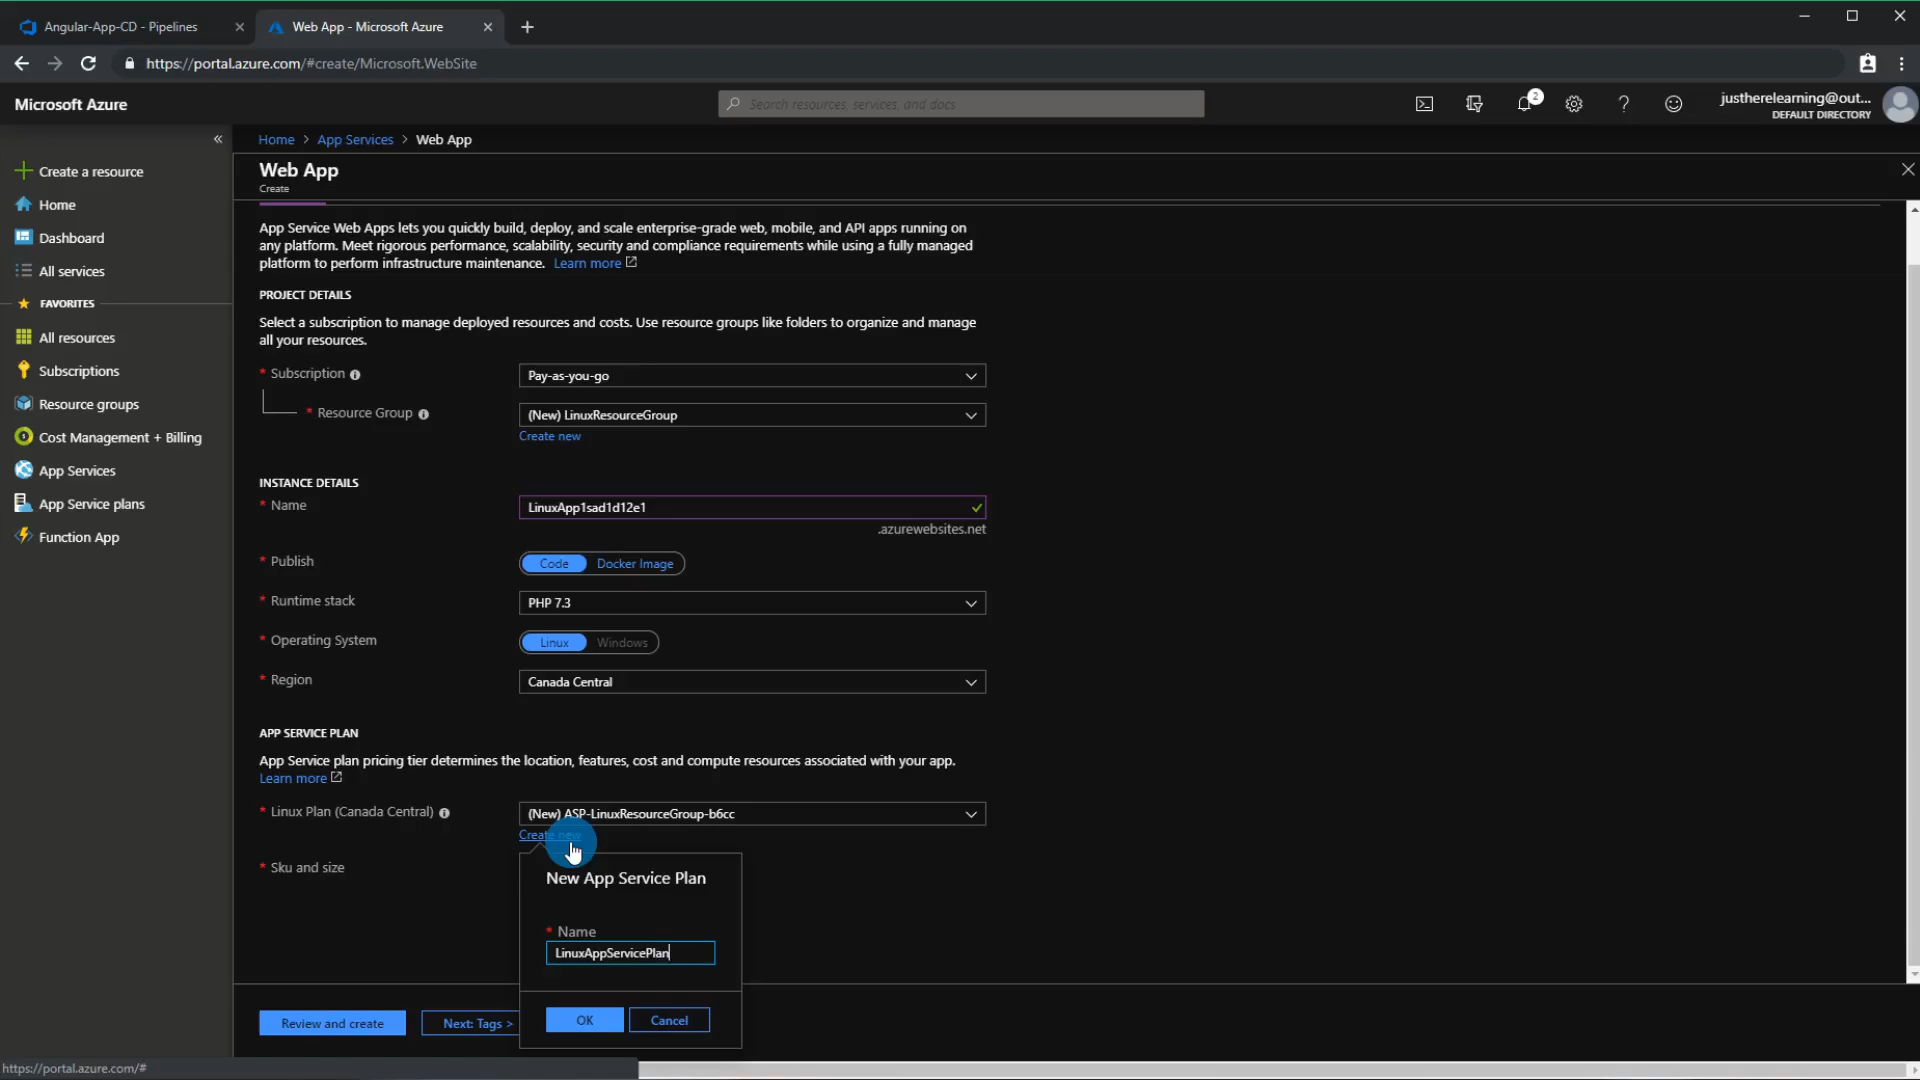 Angular-App-CD - Pipelines
Web App - Microsoft Azure
https://portal.azure.com/#create/Microsoft.WebSite
Microsoft Azure
Search resources, services, and docs
2
justherelearning@out...
DEFAULT DIRECTORY
Home > App Services > Web App
Web App
Create
Create a resource
Home
Dashboard
All services
FAVORITES
All resources
Subscriptions
Resource groups
Cost Management + Billing
App Services
App Service plans
Function App
App Service Web Apps lets you quickly build, deploy, and scale enterprise-grade web, mobile, and API apps running on
any platform. Meet rigorous performance, scalability, security and compliance requirements while using a fully managed
platform to perform infrastructure maintenance. Learn more
PROJECT DETAILS
Select a subscription to manage deployed resources and costs. Use resource groups like folders to organize and manage
all your resources.
* Subscription
Pay-as-you-go
* Resource Group
(New) LinuxResourceGroup
Create new
INSTANCE DETAILS
* Name
LinuxApp1sad1d12e1
.azurewebsites.net
* Publish
Code Docker Image
* Runtime stack
PHP 7.3
* Operating System
Linux Windows
* Region
Canada Central
APP SERVICE PLAN
App Service plan pricing tier determines the location, features, cost and compute resources associated with your app.
Learn more
* Linux Plan (Canada Central)
(New) ASP-LinuxResourceGroup-b6cc
Create new
* Sku and size
New App Service Plan
* Name
LinuxAppServicePlan
OK Cancel
Review and create
Next: Tags >
https://portal.azure.com/#